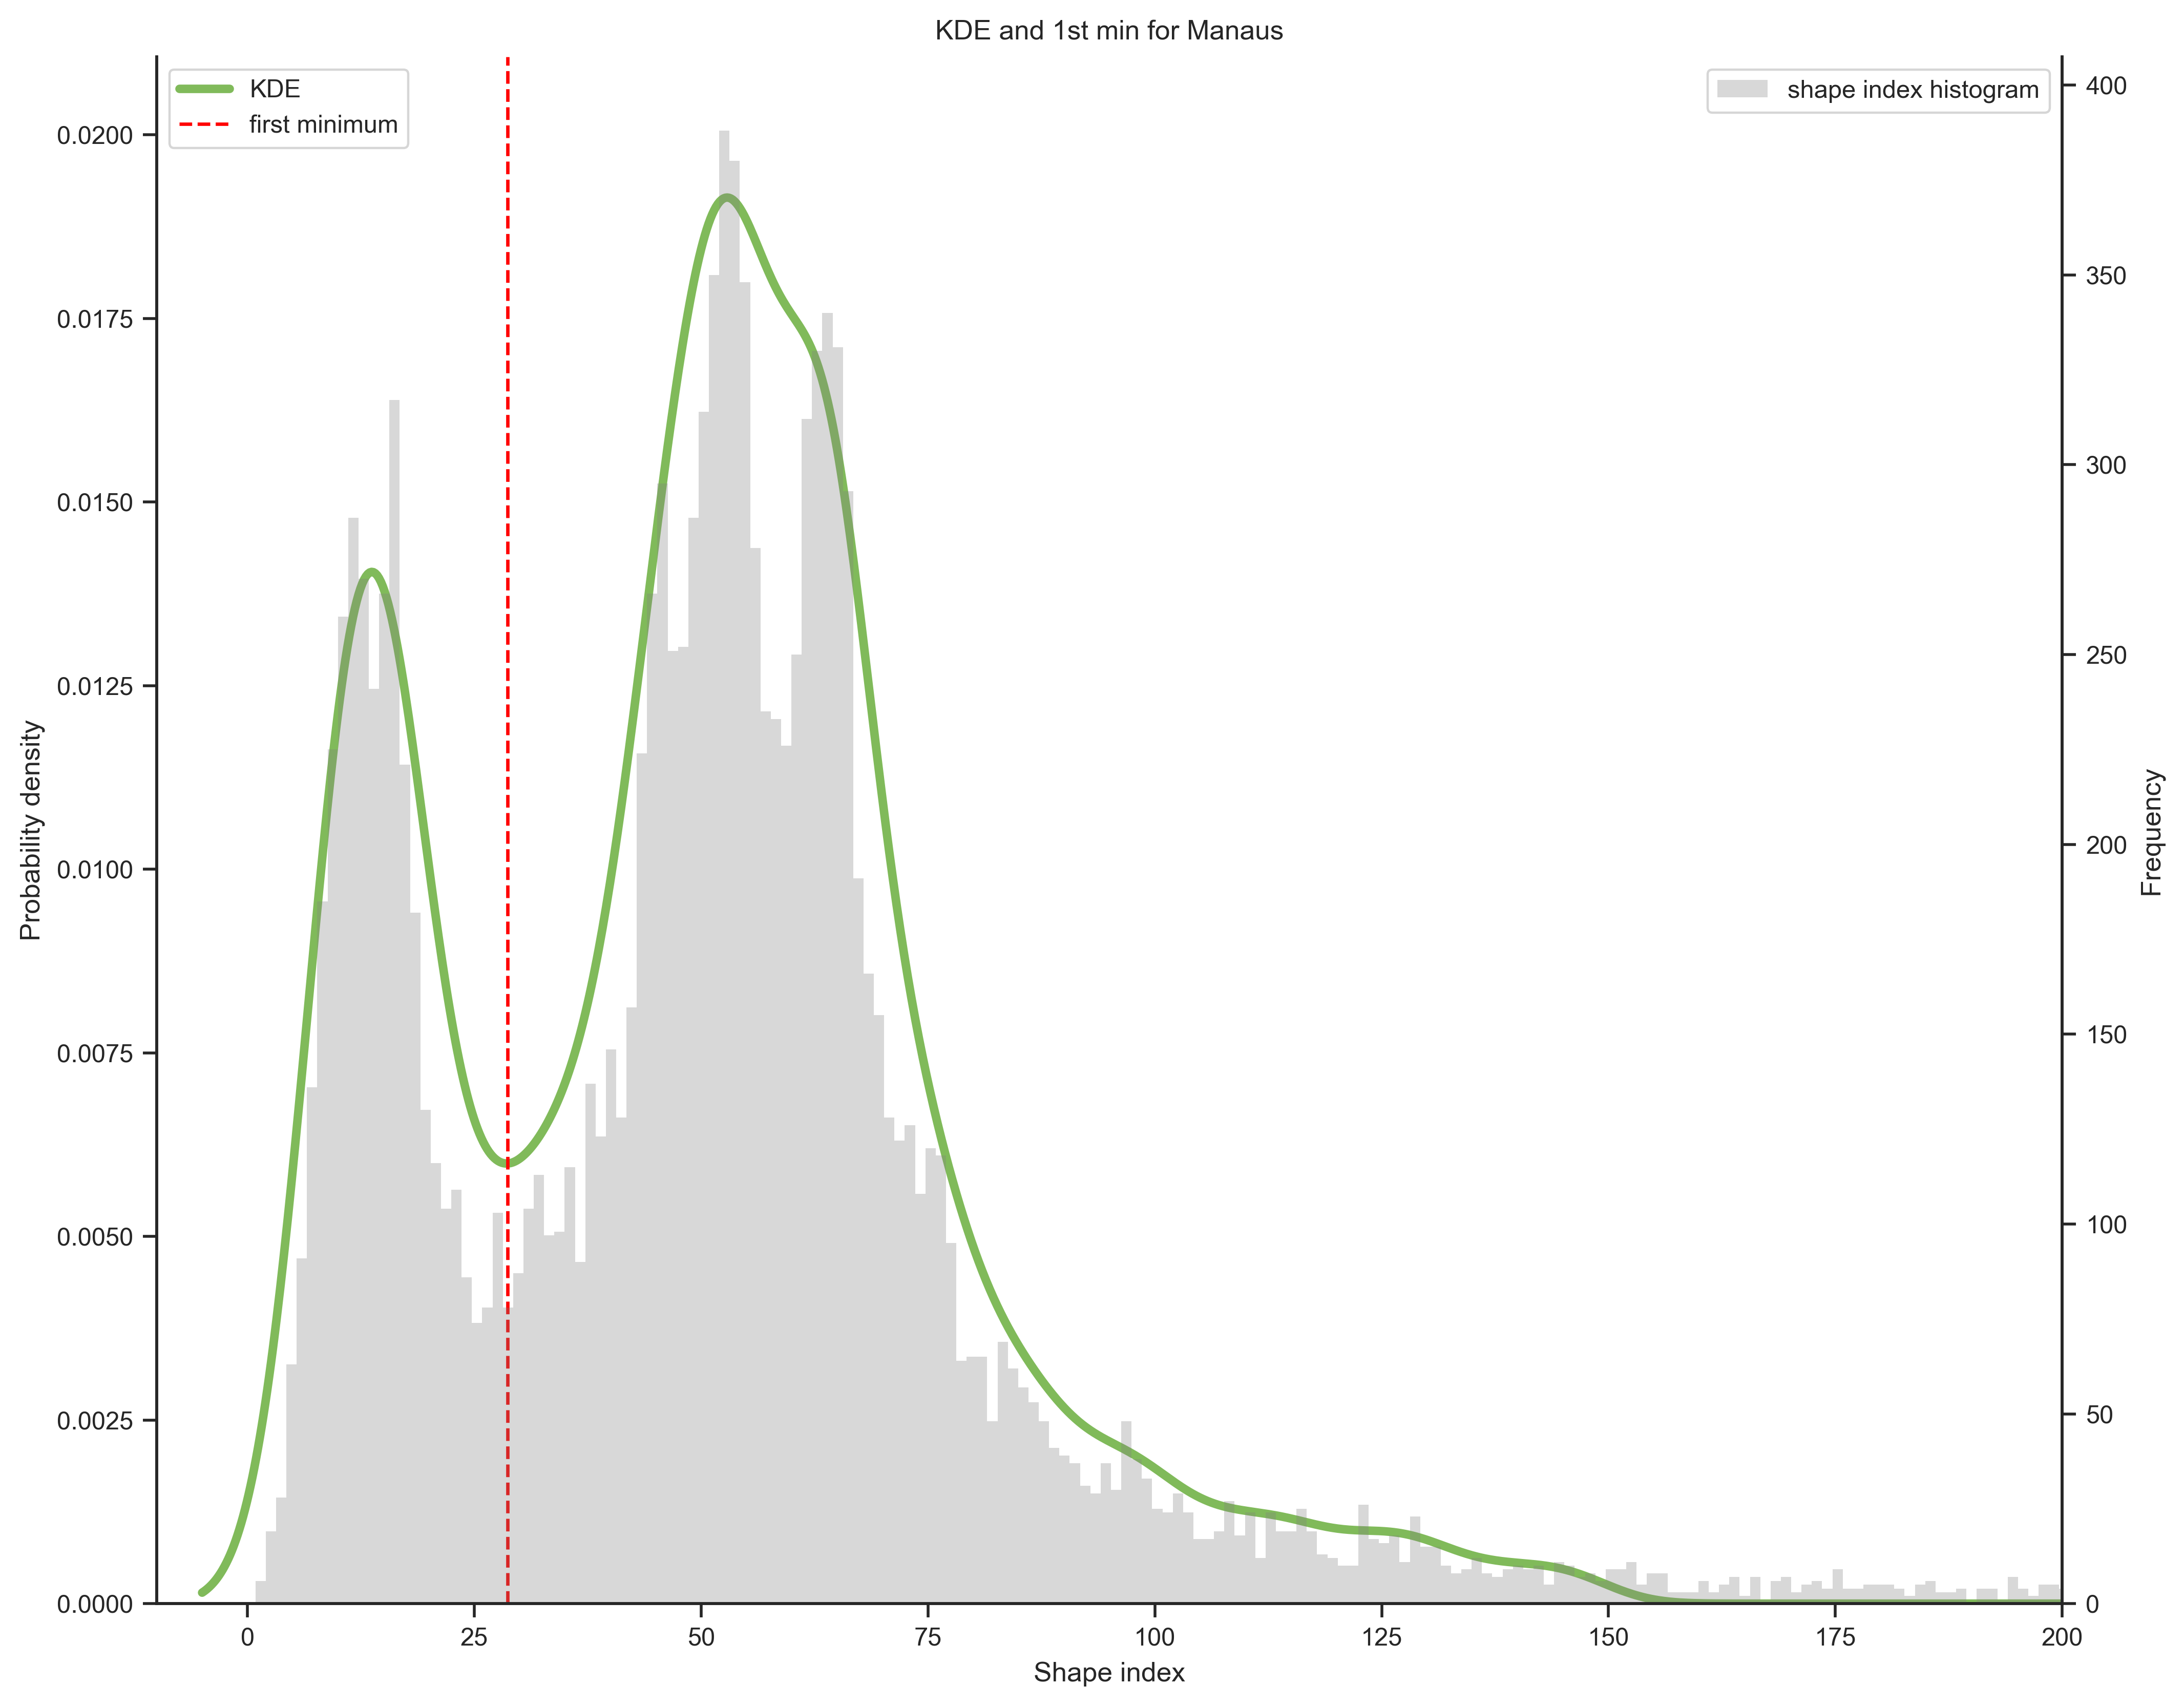 KDE and 1st min for Manaus
KDE
first minimum
shape index histogram
0.0200
0.0175
0.0150
0.0125
0.0100
0.0075
0.0050
0.0025
0.0000
Probability density
400
350
300
250
200
150
100
50
0
Frequency
0 25 50 75 100 125 150 175 200
Shape index